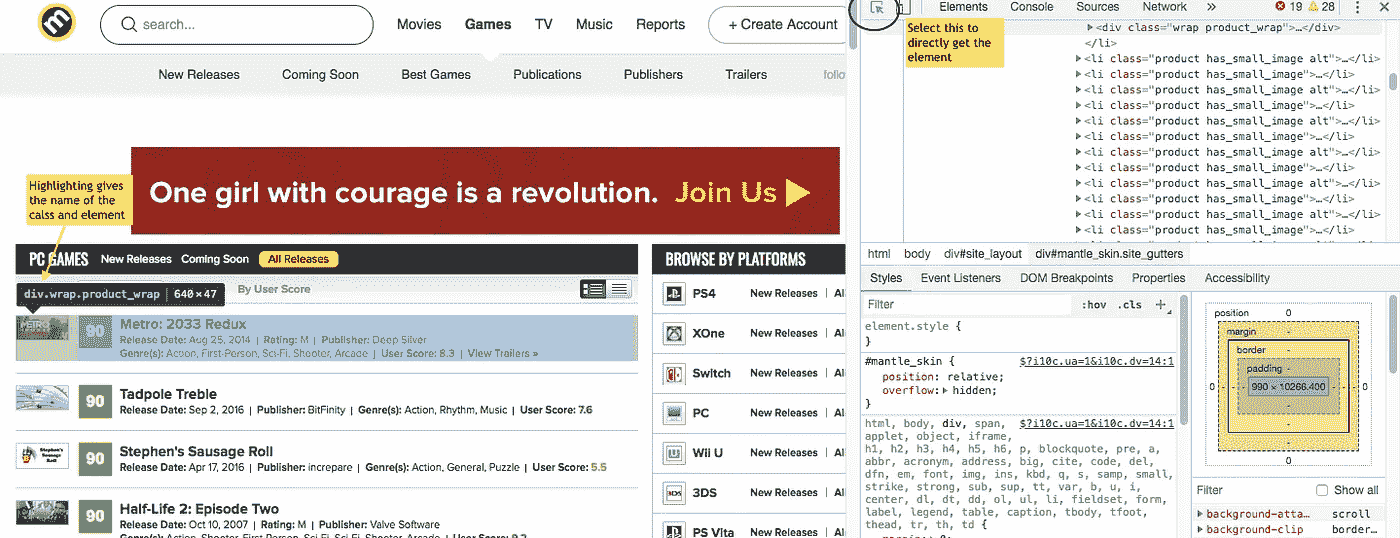 m
search...
Movies Games TV Music Reports + Create Account
New Releases Coming Soon Best Games Publications Publishers Trailers follow
Highlighting gives
the name of the
calss and element
One girl with courage is a revolution. Join Us
PC GAMES New Releases Coming Soon All Releases
div.wrap.product_wrap | 640×47
By User Score
90 Metro: 2033 Redux
Release Date: Aug 25, 2014 | Rating: M | Publisher: Deep Silver
Genre(s): Action, First-Person, Sci-Fi, Shooter, Arcade | User Score: 8.3 | View Trailers »
90 Tadpole Treble
Release Date: Sep 2, 2016 | Publisher: BitFinity | Genre(s): Action, Rhythm, Music | User Score: 7.6
90 Stephen's Sausage Roll
Release Date: Apr 17, 2016 | Publisher: increpare | Genre(s): Action, General, Puzzle | User Score: 5.5
90 Half-Life 2: Episode Two
Release Date: Oct 10, 2007 | Rating: M | Publisher: Valve Software
BROWSE BY PLATFORMS
PS4 New Releases | Al
XOne New Releases | Al
Switch New Releases | Al
PC New Releases | Al
Wii U New Releases | Al
3DS New Releases | Al
PS Vita New Releases | Al
Elements Console Sources Network » 19 28
Select this to
directly get the
element
<div class="wrap product_wrap">…</div>
</li>
<li class="product has_small_image alt">…</li>
<li class="product has_small_image">…</li>
<li class="product has_small_image alt">…</li>
<li class="product has_small_image">…</li>
<li class="product has_small_image alt">…</li>
<li class="product has_small_image">…</li>
<li class="product has_small_image alt">…</li>
<li class="product has_small_image">…</li>
<li class="product has_small_image alt">…</li>
<li class="product has_small_image">…</li>
<li class="product has_small_image alt">…</li>
<li class="product has_small_image">…</li>
html body div#site_layout div#mantle_skin.site_gutters
Styles Event Listeners DOM Breakpoints Properties Accessibility
Filter :hov .cls +
element.style {
}
#mantle_skin { $?i10c.ua=1&i10c.dv=14:1
position: relative;
overflow: hidden;
}
html, body, div, span, $?i10c.ua=1&i10c.dv=14:1
applet, object, iframe,
h1, h2, h3, h4, h5, h6, p, blockquote, pre, a,
abbr, acronym, address, big, cite, code, del,
dfn, em, font, img, ins, kbd, q, s, samp, small,
strike, strong, sub, sup, tt, var, b, u, i,
center, dl, dt, dd, ol, ul, li, fieldset, form,
label, legend, table, caption, tbody, tfoot,
thead, tr, th, td {
position 0
margin -
border -
padding -
0 - - - 990 × 10266.400 - - - 0
-
-
-
0
Filter Show all
background-atta… scroll
background-clip border…